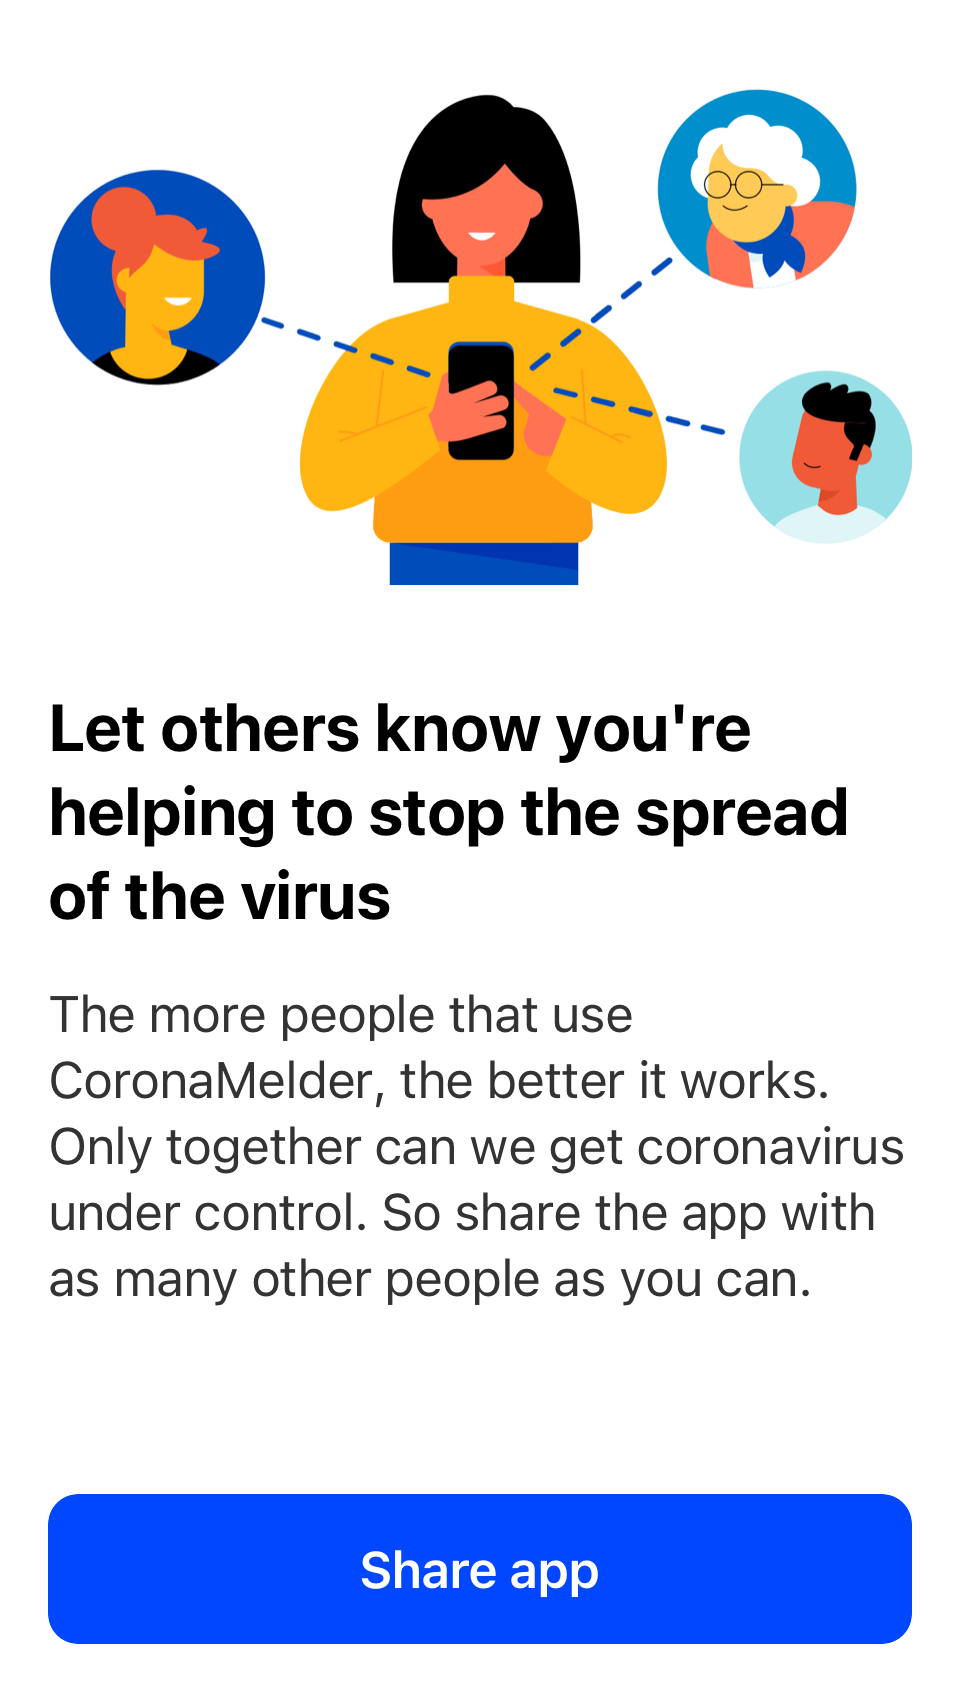 Let others know you're
helping to stop the spread
of the virus
The more people that use
CoronaMelder, the better it works.
Only together can we get coronavirus
under control. So share the app with
as many other people as you can.
Share app